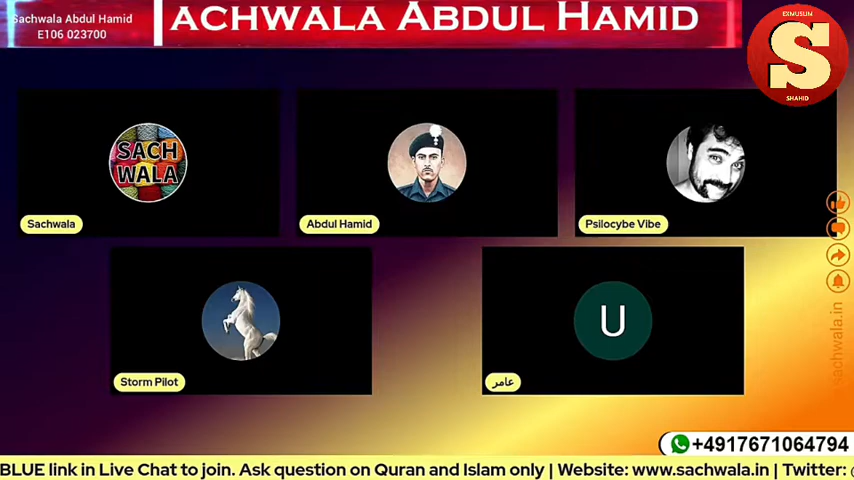 Sachwala Abdul Hamid
E106 023700
ACHWALA ABDUL HAMID
EXMUSLIM
S
SHAHID
SACH
WALA
Sachwala
Abdul Hamid
Psilocybe Vibe
U
Storm Pilot
عامر
sachwala.in
+4917671064794
BLUE link in Live Chat to join. Ask question on Quran and Islam only | Website: www.sachwala.in | Twitter: @